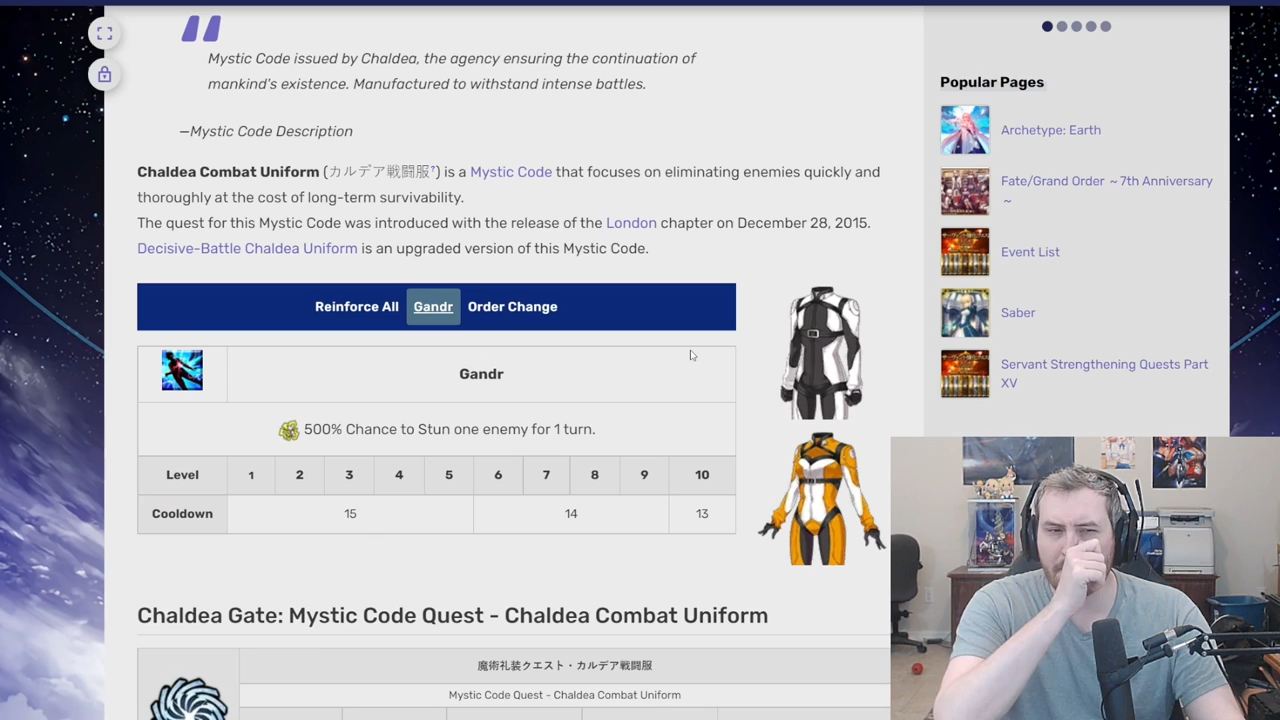 Mystic Code issued by Chaldea, the agency ensuring the continuation of
mankind's existence. Manufactured to withstand intense battles.
—Mystic Code Description
Chaldea Combat Uniform (カルデア戦闘服?) is a Mystic Code that focuses on eliminating enemies quickly and
thoroughly at the cost of long-term survivability.
The quest for this Mystic Code was introduced with the release of the London chapter on December 28, 2015.
Decisive-Battle Chaldea Uniform is an upgraded version of this Mystic Code.
Reinforce All Gandr Order Change
Gandr
500% Chance to Stun one enemy for 1 turn.
Level 1 2 3 4 5 6 7 8 9 10
Cooldown 15 14 13
Chaldea Gate: Mystic Code Quest - Chaldea Combat Uniform
魔術礼装クエスト・カルデア戦闘服
Mystic Code Quest - Chaldea Combat Uniform
Popular Pages
Archetype: Earth
Fate/Grand Order ～7th Anniversary
～
Event List
Saber
Servant Strengthening Quests Part
XV